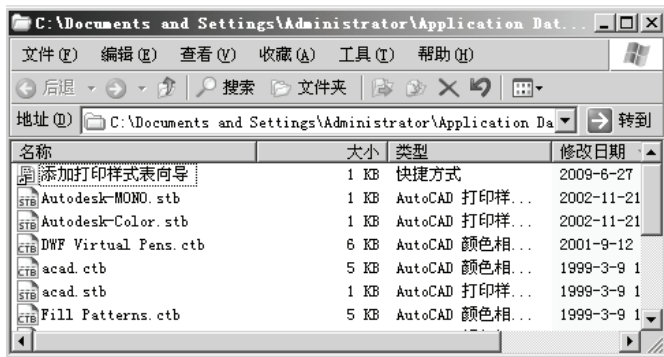 C:\Documents and Settings\Administrator\Application Dat...
文件(F) 编辑(E) 查看(V) 收藏(A) 工具(T) 帮助(H)
后退 搜索 文件夹
地址(D) C:\Documents and Settings\Administrator\Application Da 转到
名称 大小 类型 修改日期
添加打印样式表向导 1 KB 快捷方式 2009-6-27
Autodesk-MONO.stb 1 KB AutoCAD 打印样... 2002-11-21
Autodesk-Color.stb 1 KB AutoCAD 打印样... 2002-11-21
DWF Virtual Pens.ctb 6 KB AutoCAD 颜色相... 2001-9-12
acad.ctb 5 KB AutoCAD 颜色相... 1999-3-9 1
acad.stb 1 KB AutoCAD 打印样... 1999-3-9 1
Fill Patterns.ctb 5 KB AutoCAD 颜色相... 1999-3-9 1